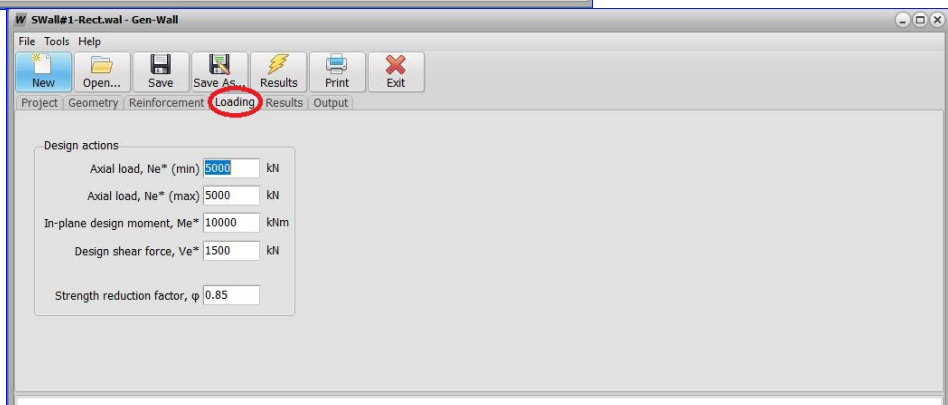 W SWall#1-Rect.wal - Gen-Wall
File Tools Help
New Open... Save Save As... Results Print Exit
Project Geometry Reinforcement Loading Results Output
Design actions
Axial load, Ne* (min) 5000 kN
Axial load, Ne* (max) 5000 kN
In-plane design moment, Me* 10000 kNm
Design shear force, Ve* 1500 kN
Strength reduction factor, φ 0.85